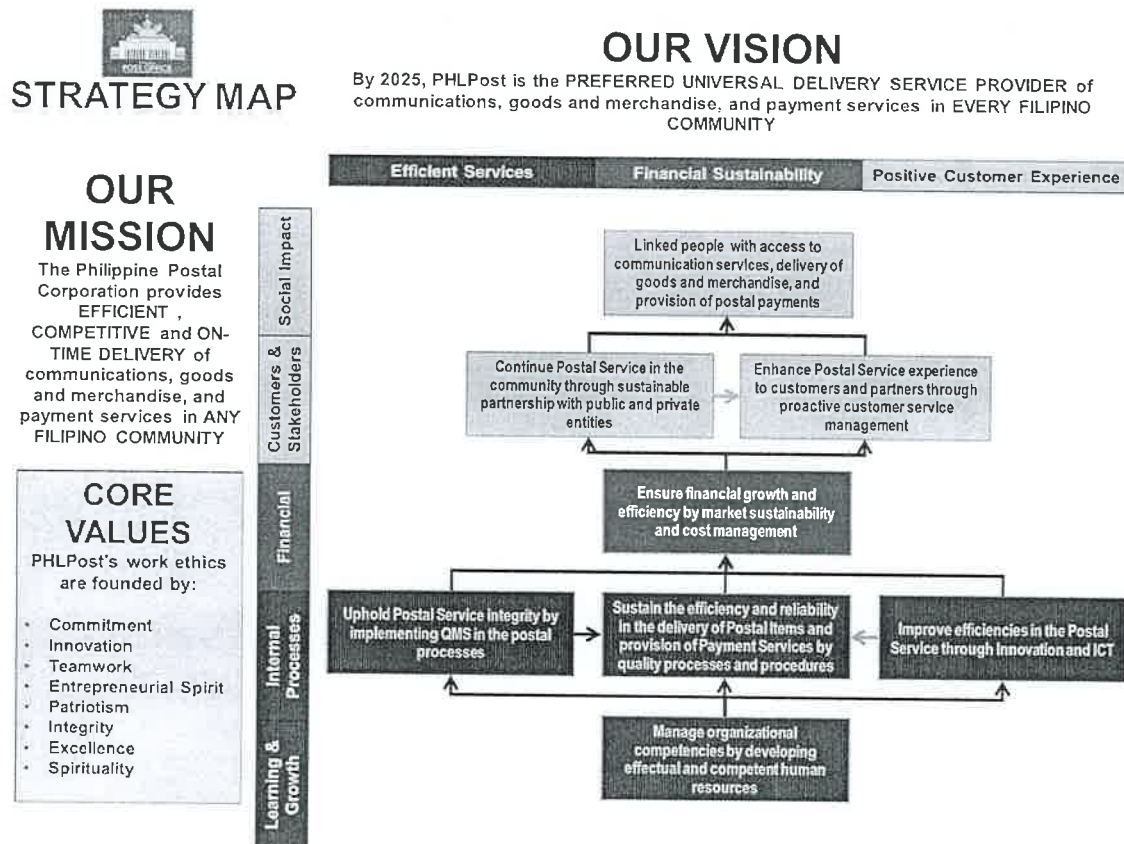 POST OFFICE
STRATEGY MAP
OUR VISION
By 2025, PHLPost is the PREFERRED UNIVERSAL DELIVERY SERVICE PROVIDER of
communications, goods and merchandise, and payment services in EVERY FILIPINO
COMMUNITY
OUR
MISSION
The Philippine Postal
Corporation provides
EFFICIENT ,
COMPETITIVE and ON-
TIME DELIVERY of
communications, goods
and merchandise, and
payment services in ANY
FILIPINO COMMUNITY
CORE
VALUES
PHLPost's work ethics
are founded by:
• Commitment
• Innovation
• Teamwork
• Entrepreneurial Spirit
• Patriotism
• Integrity
• Excellence
• Spirituality
Efficient Services
Financial Sustainability
Positive Customer Experience
Social Impact
Linked people with access to
communication services, delivery of
goods and merchandise, and
provision of postal payments
Customers &
Stakeholders
Continue Postal Service in the
community through sustainable
partnership with public and private
entities
Enhance Postal Service experience
to customers and partners through
proactive customer service
management
Financial
Ensure financial growth and
efficiency by market sustainability
and cost management
Internal
Processes
Uphold Postal Service integrity by
implementing QMS in the postal
processes
Sustain the efficiency and reliability
in the delivery of Postal Items and
provision of Payment Services by
quality processes and procedures
Improve efficiencies in the Postal
Service through Innovation and ICT
Learning &
Growth
Manage organizational
competencies by developing
effectual and competent human
resources